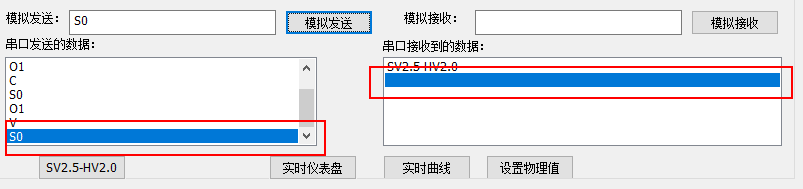 模拟发送： S0 模拟发送 模拟接收： 模拟接收
串口发送的数据： 串口接收到的数据：
O1
C
S0
O1
V
S0
SV2.5-HV2.0
SV2.5-HV2.0 实时仪表盘 实时曲线 设置物理值